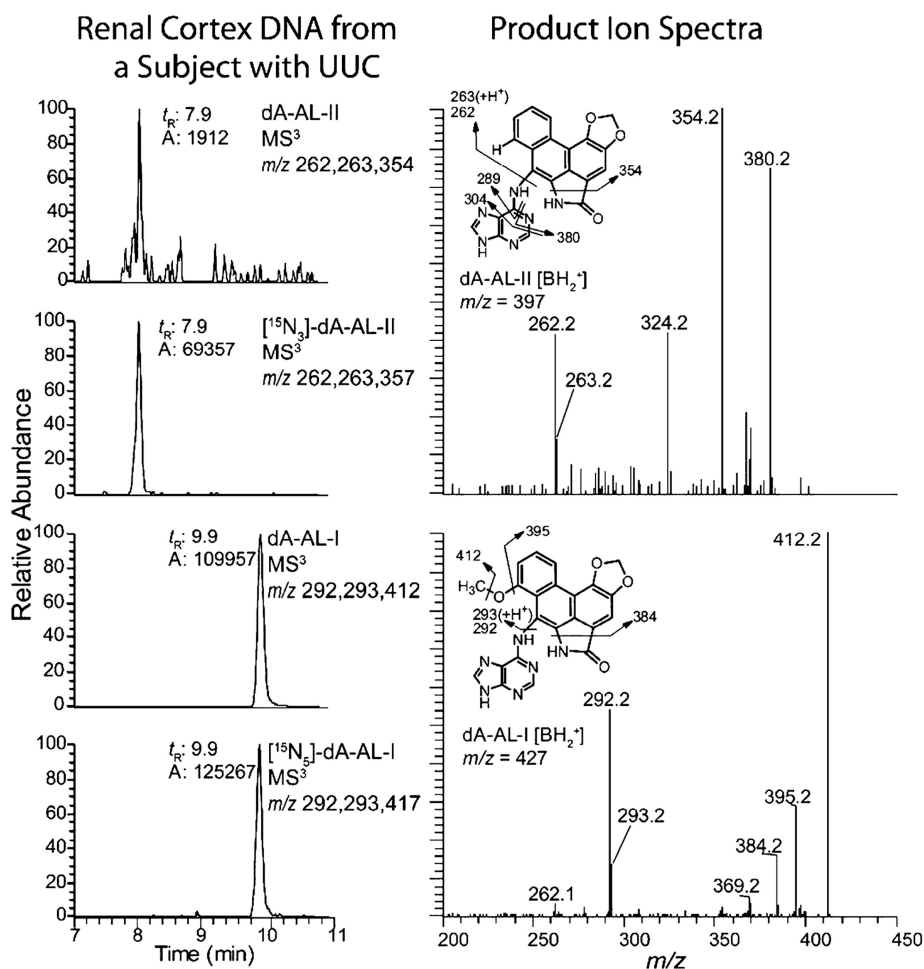 Renal Cortex DNA from
a Subject with UUC
Product Ion Spectra
Relative Abundance
100
80
60
40
20
0
tR: 7.9
A: 1912
dA-AL-II
MS3
m/z 262,263,354
100
80
60
40
20
0
tR: 7.9
A: 69357
[15N3]-dA-AL-II
MS3
m/z 262,263,357
100
80
60
40
20
0
tR: 9.9
A: 109957
dA-AL-I
MS3
m/z 292,293,412
100
80
60
40
20
0
tR: 9.9
A: 125267
[15N5]-dA-AL-I
MS3
m/z 292,293,417
7 8 9 10 11
Time (min)
263(+H+)
262
H
O
O
354
289
NH
HN
O
304
N
N
N
N
H
380
dA-AL-II [BH2+]
m/z = 397
262.2
263.2
324.2
354.2
380.2
395
412
H3C
O
O
O
293(+H+)
292
384
NH
HN
O
N
N
N
N
H
dA-AL-I [BH2+]
m/z = 427
262.1
292.2
293.2
369.2
384.2
395.2
412.2
200 250 300 350 400 450
m/z